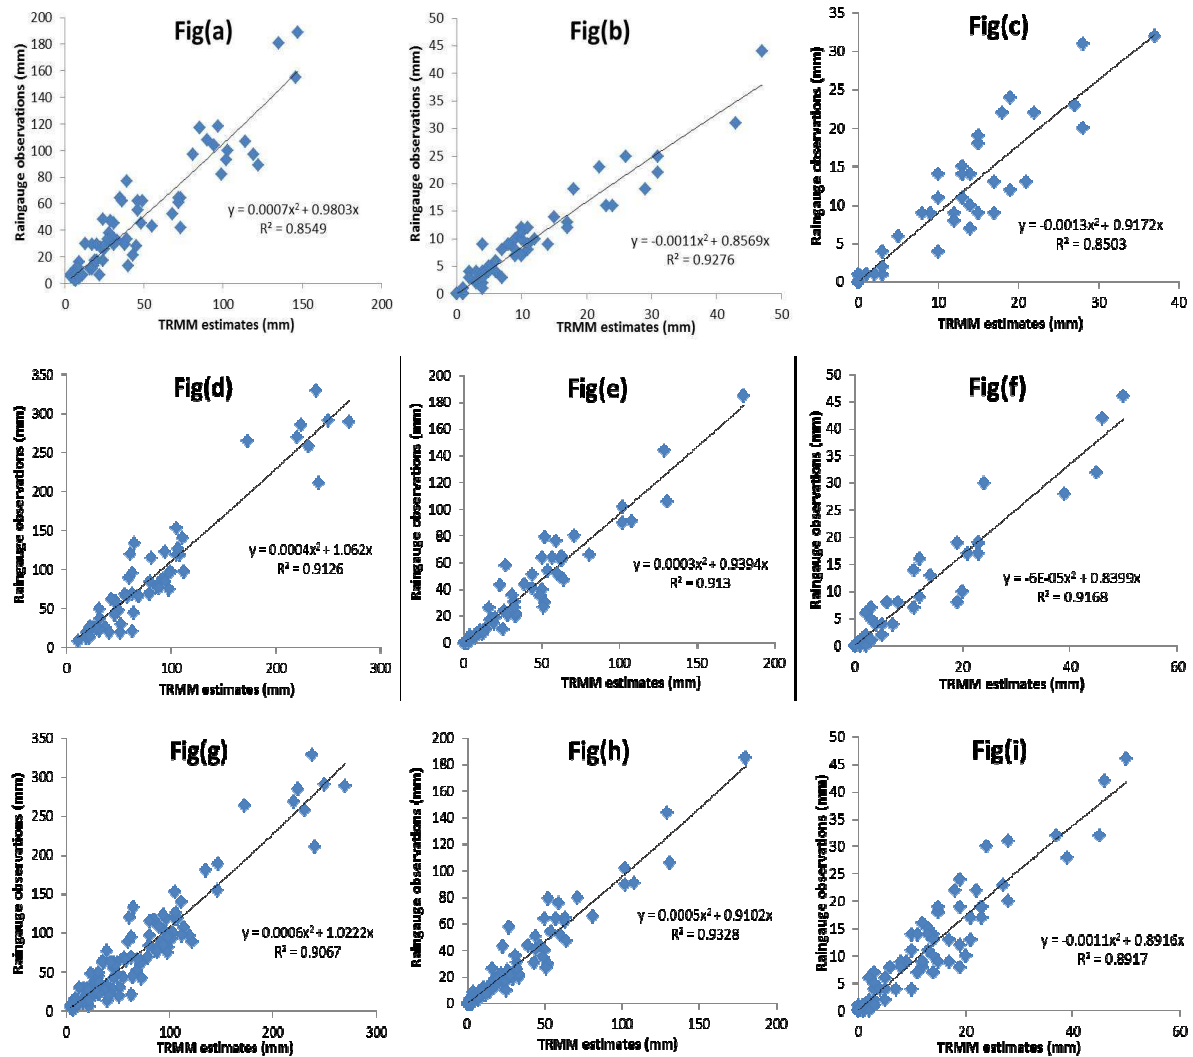 Fig(a)
Raingauge observations (mm)
200
180
160
140
120
100
80
60
40
20
0
y = 0.0007x² + 0.9803x
R² = 0.8549
0 50 100 150 200
TRMM estimates (mm)
Fig(b)
Raingauge observations (mm)
50
45
40
35
30
25
20
15
10
5
0
y = -0.0011x² + 0.8569x
R² = 0.9276
0 10 20 30 40 50
TRMM estimates (mm)
Fig(c)
Raingauge observations (mm)
35
30
25
20
15
10
5
0
y = -0.0013x² + 0.9172x
R² = 0.8503
0 10 20 30 40
TRMM estimates (mm)
Fig(d)
Raingauge observations (mm)
350
300
250
200
150
100
50
0
y = 0.0004x² + 1.062x
R² = 0.9126
0 100 200 300
TRMM estimates (mm)
Fig(e)
Raingauge observations (mm)
200
180
160
140
120
100
80
60
40
20
0
y = 0.0003x² + 0.9394x
R² = 0.913
0 50 100 150 200
TRMM estimates (mm)
Fig(f)
Raingauge observations (mm)
50
45
40
35
30
25
20
15
10
5
0
y = -6E-05x² + 0.8399x
R² = 0.9168
0 20 40 60
TRMM estimates (mm)
Fig(g)
Raingauge observations (mm)
350
300
250
200
150
100
50
0
y = 0.0006x² + 1.0222x
R² = 0.9067
0 100 200 300
TRMM estimates (mm)
Fig(h)
Raingauge observations (mm)
200
180
160
140
120
100
80
60
40
20
0
y = 0.0005x² + 0.9102x
R² = 0.9328
0 50 100 150 200
TRMM estimates (mm)
Fig(i)
Raingauge observations (mm)
50
45
40
35
30
25
20
15
10
5
0
y = -0.0011x² + 0.8916x
R² = 0.8917
0 20 40 60
TRMM estimates (mm)